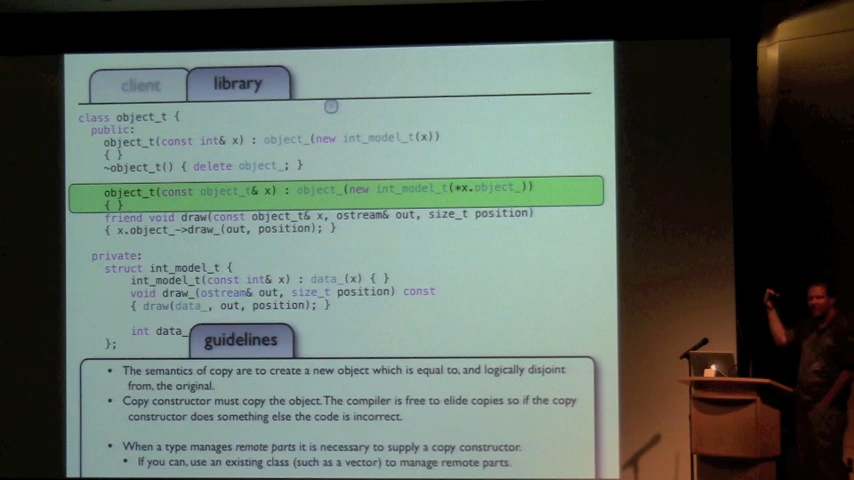 client
library
class object_t {
public:
object_t(const int& x) : object_(new int_model_t(x))
{ }
~object_t() { delete object_; }
object_t(const object_t& x) : object_(new int_model_t(*x.object_))
{ }
friend void draw(const object_t& x, ostream& out, size_t position)
{ x.object_->draw_(out, position); }
private:
struct int_model_t {
int_model_t(const int& x) : data_(x) { }
void draw_(ostream& out, size_t position) const
{ draw(data_, out, position); }
int data_
};
guidelines
• The semantics of copy are to create a new object which is equal to, and logically disjoint
from, the original.
• Copy constructor must copy the object. The compiler is free to elide copies so if the copy
constructor does something else the code is incorrect.
• When a type manages remote parts it is necessary to supply a copy constructor.
• If you can, use an existing class (such as a vector) to manage remote parts.